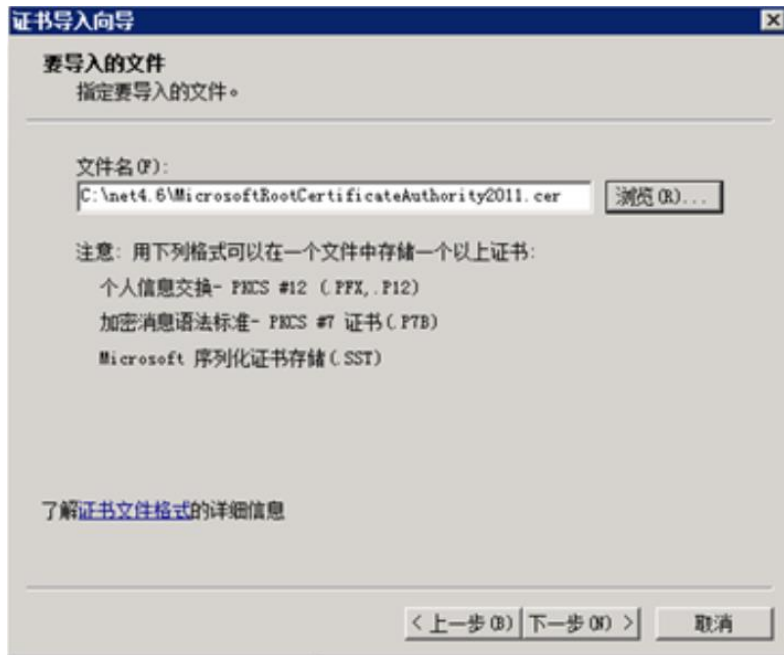 证书导入向导
要导入的文件
指定要导入的文件。
文件名(F):
C:\net4.6\MicrosoftRootCertificateAuthority2011.cer 浏览(R)...
注意: 用下列格式可以在一个文件中存储一个以上证书:
个人信息交换- PKCS #12 (.PFX,.P12)
加密消息语法标准- PKCS #7 证书(.P7B)
Microsoft 序列化证书存储(.SST)
了解证书文件格式的详细信息
< 上一步(B) 下一步(N) > 取消